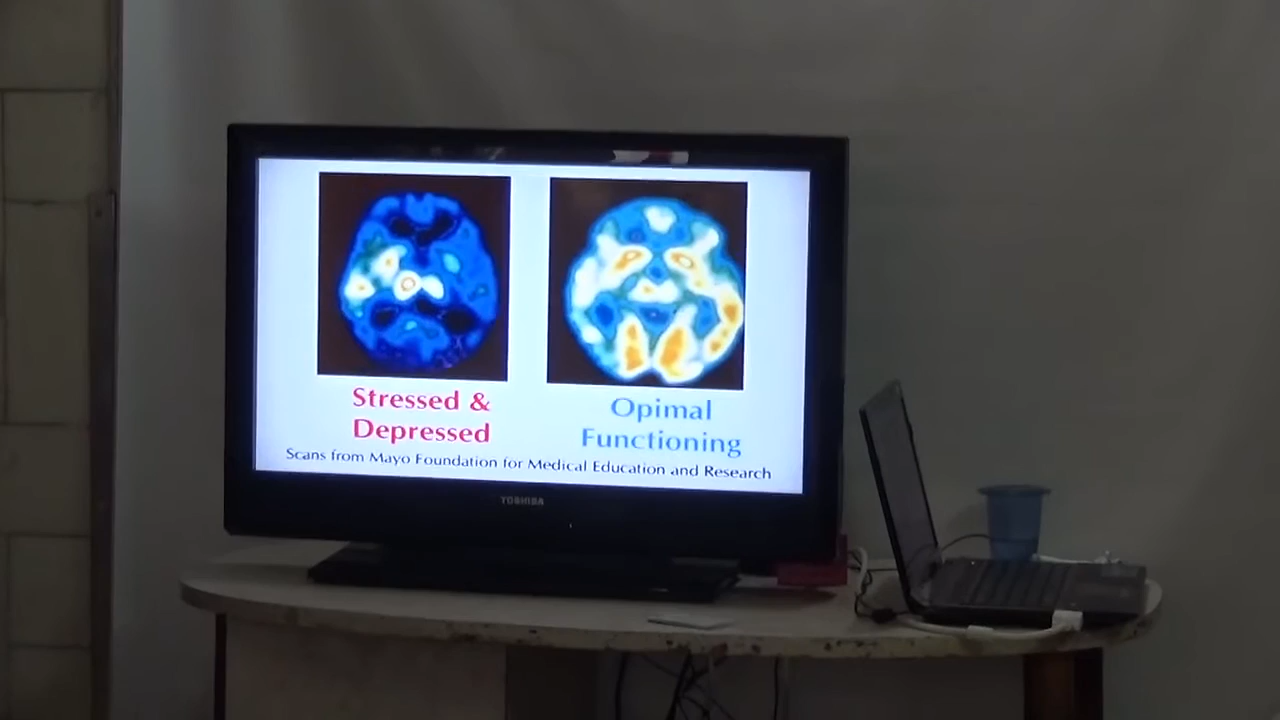 Stressed &
Depressed
Opimal
Functioning
Scans from Mayo Foundation for Medical Education and Research
TOSHIBA